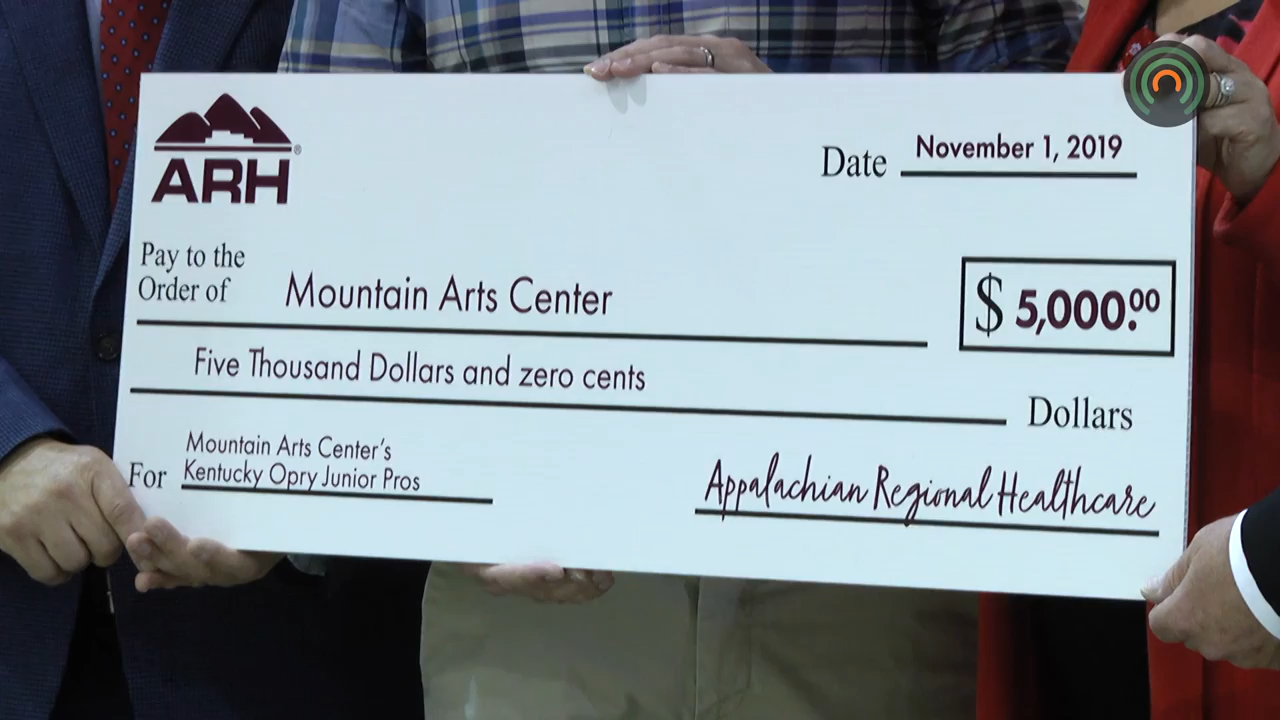 ARH®
Date November 1, 2019
Pay to the
Order of Mountain Arts Center
$ 5,000.00
Five Thousand Dollars and zero cents
Dollars
Mountain Arts Center's
For Kentucky Opry Junior Pros
Appalachian Regional Healthcare